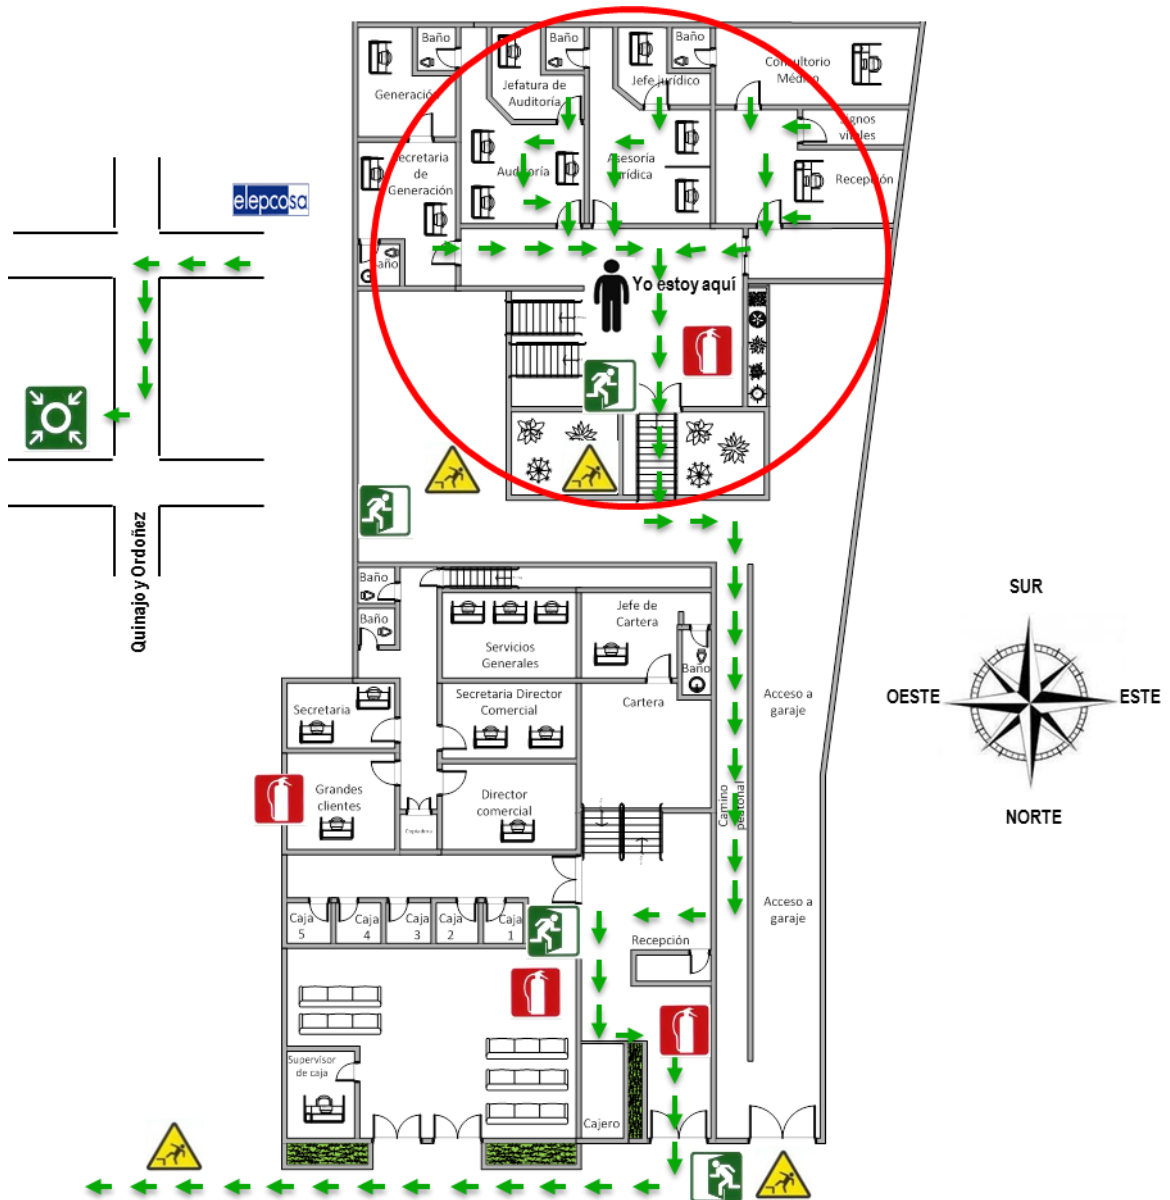 Baño
Baño
Baño
Generación
Jefatura de
Auditoría
Jefe jurídico
Consultorio
Médico
Signos
vitales
Secretaria
de
Generación
Auditoría
Asesoría
Jurídica
Recepción
elepcosa
Baño
Yo estoy aquí
Quinajo y Ordoñez
Baño
Baño
Servicios
Generales
Jefe de
Cartera
Baño
Secretaria
Secretaria Director
Comercial
Cartera
Acceso a
garaje
Grandes
clientes
Director
comercial
Copiadora
Camino
peatonal
SUR
OESTE
ESTE
NORTE
Caja
5
Caja
4
Caja
3
Caja
2
Caja
1
Recepción
Acceso a
garaje
Supervisor
de caja
Cajero